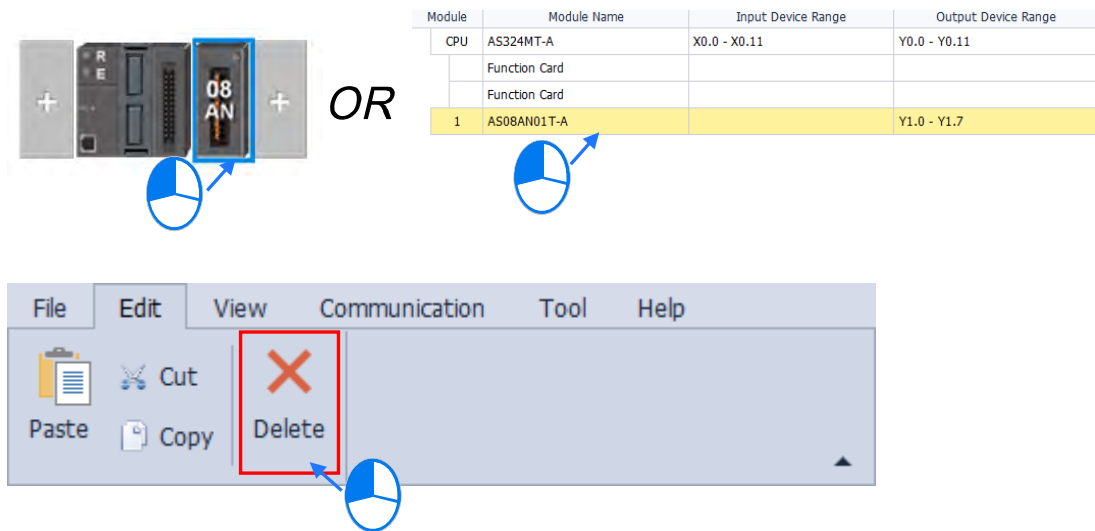 R
E
08
AN
+
+
OR
Module Module Name Input Device Range Output Device Range
CPU AS324MT-A X0.0 - X0.11 Y0.0 - Y0.11
Function Card
Function Card
1 AS08AN01T-A Y1.0 - Y1.7
File Edit View Communication Tool Help
Paste Cut Copy Delete